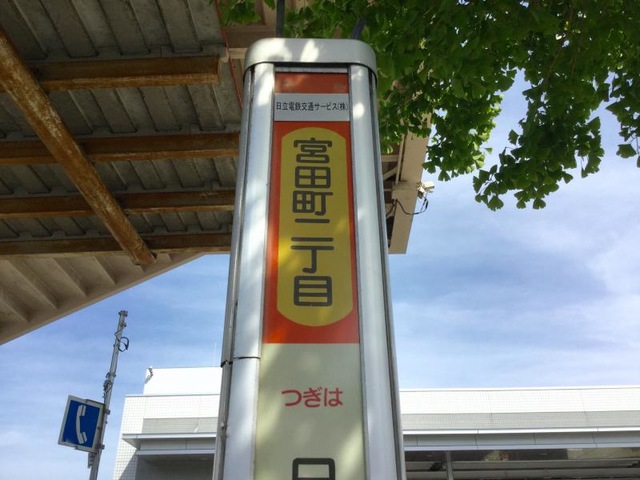 日立電鉄交通サービス(株)
宮田町二丁目
つぎは